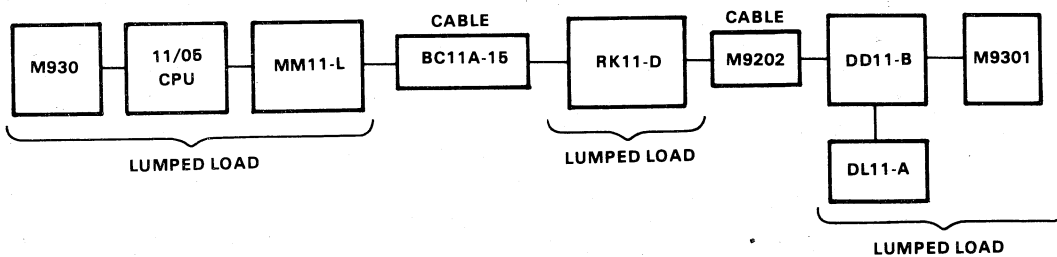 CABLE
CABLE
M930
11/05
CPU
MM11-L
BC11A-15
RK11-D
M9202
DD11-B
M9301
LUMPED LOAD
LUMPED LOAD
DL11-A
LUMPED LOAD